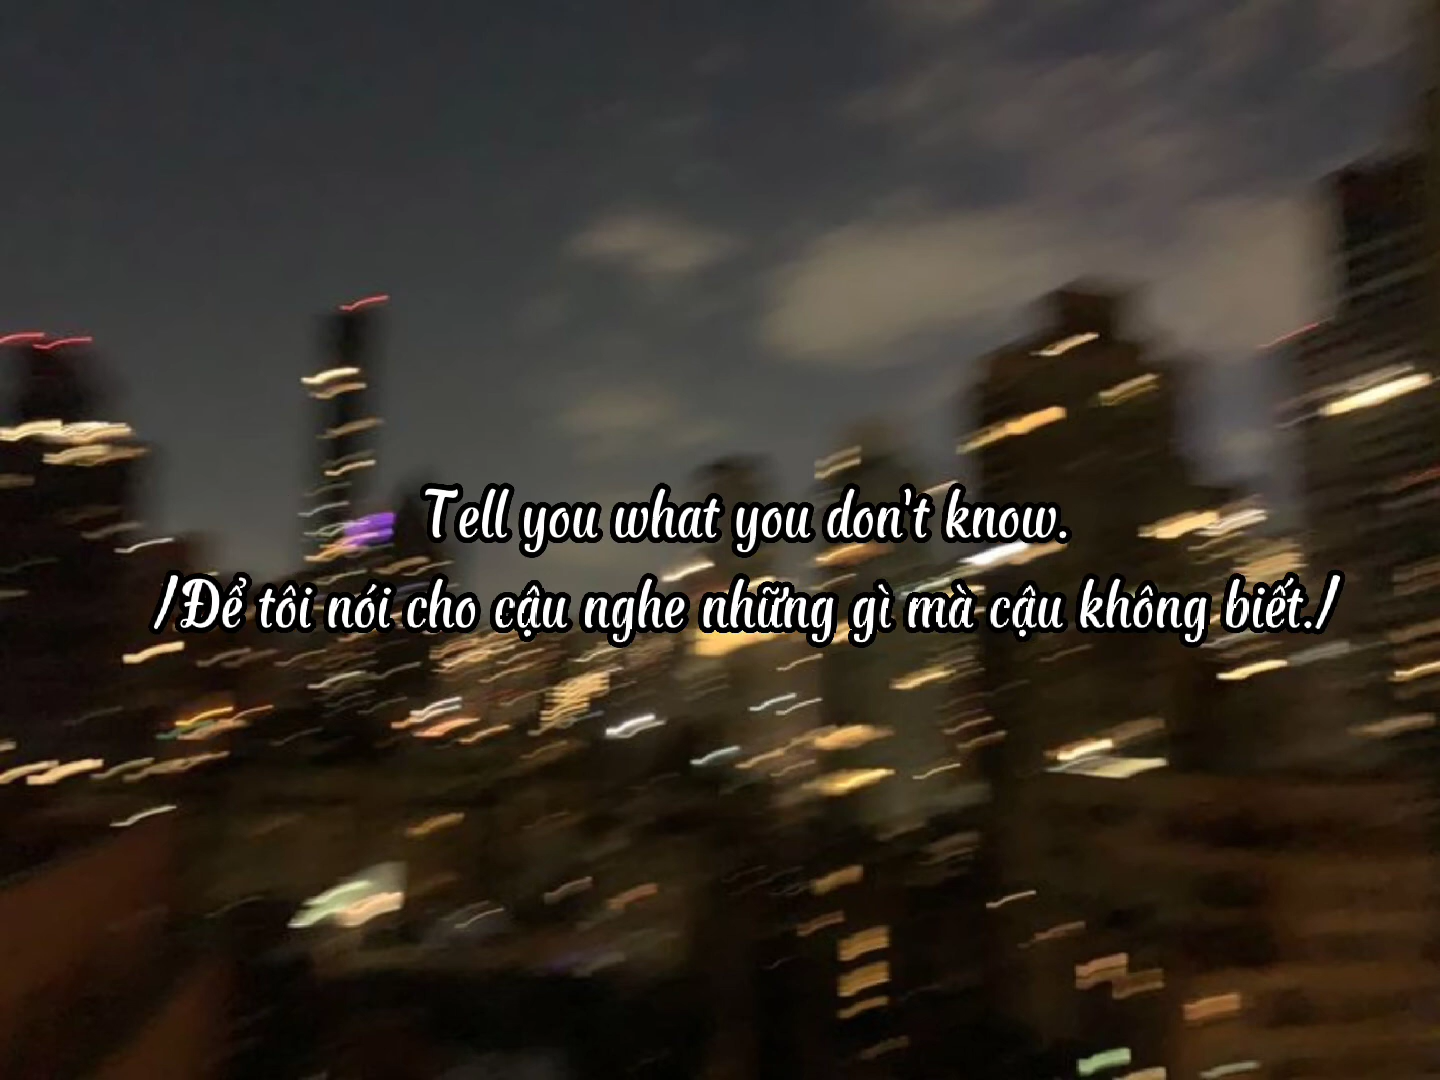 Tell you what you don't know.
/Để tôi nói cho cậu nghe những gì mà cậu không biết./